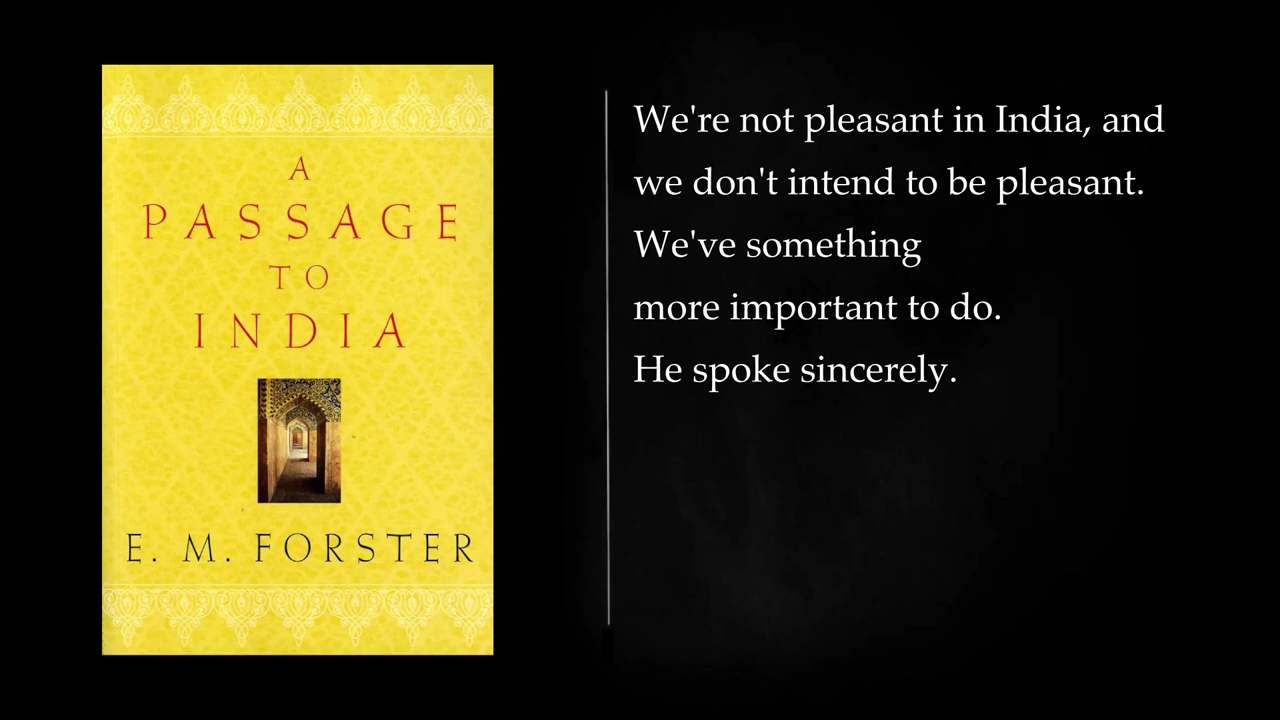 A
PASSAGE
TO
INDIA
E. M. FORSTER
We're not pleasant in India, and
we don't intend to be pleasant.
We've something
more important to do.
He spoke sincerely.